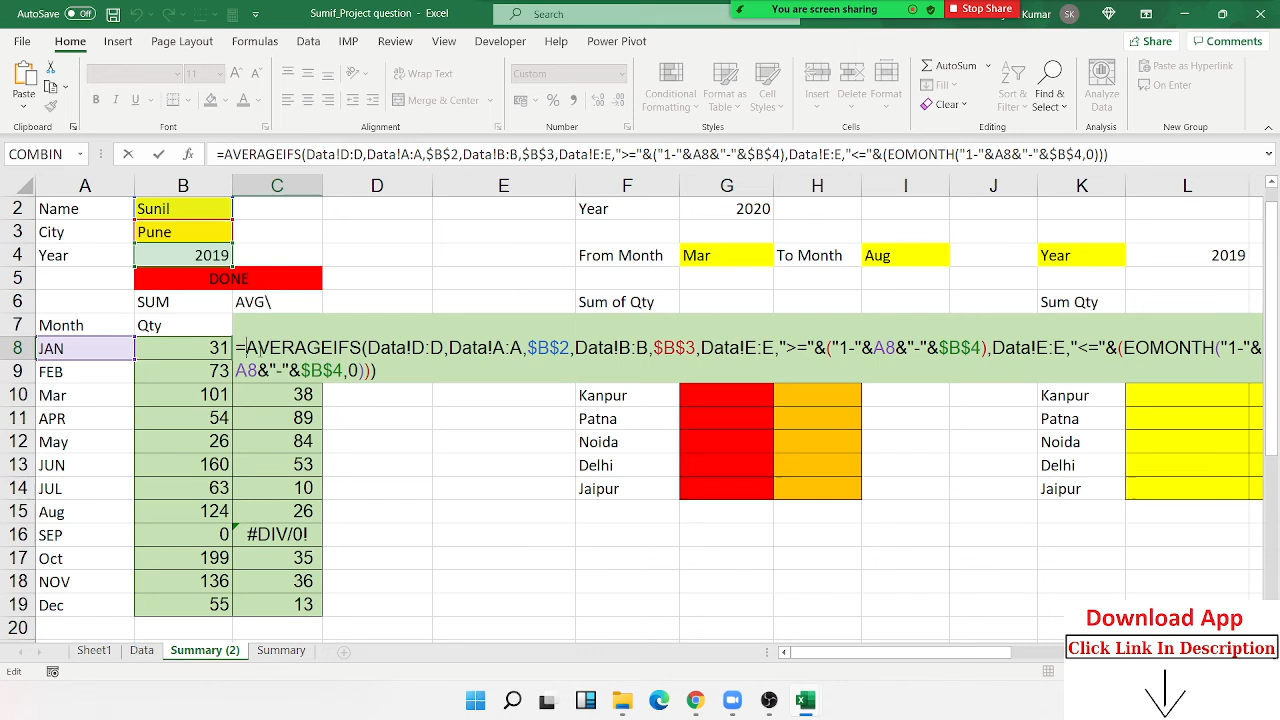 AutoSave Off Sumif_Project question - Excel Search You are screen sharing Stop Share Kumar SK
File Home Insert Page Layout Formulas Data IMP Review View Developer Help Power Pivot Share Comments
Paste 11 Wrap Text Custom Conditional Formatting Format as Table Cell Styles Insert Delete Format AutoSum Fill Clear Sort & Filter Find & Select Analyze Data Paste as Hyperlink On Enter
B I U Merge & Center
Clipboard Font Alignment Number Styles Cells Editing Analysis New Group
COMBIN =AVERAGEIFS(Data!D:D,Data!A:A,$B$2,Data!B:B,$B$3,Data!E:E,">="&("1-"&A8&"-"&$B$4),Data!E:E,"<="&(EOMONTH("1-"&A8&"-"&$B$4,0)))
A B C D E F G H I J K L
2 Name Sunil Year 2020
3 City Pune
4 Year 2019 From Month Mar To Month Aug Year 2019
5 DONE
6 SUM AVG\ Sum of Qty Sum Qty
7 Month Qty
8 JAN 31 =AVERAGEIFS(Data!D:D,Data!A:A,$B$2,Data!B:B,$B$3,Data!E:E,">="&("1-"&A8&"-"&$B$4),Data!E:E,"<="&(EOMONTH("1-"&
9 FEB 73 A8&"-"&$B$4,0)))
10 Mar 101 38 Kanpur Kanpur
11 APR 54 89 Patna Patna
12 May 26 84 Noida Noida
13 JUN 160 53 Delhi Delhi
14 JUL 63 10 Jaipur Jaipur
15 Aug 124 26
16 SEP 0 #DIV/0!
17 Oct 199 35
18 NOV 136 36
19 Dec 55 13
20
Download App
Click Link In Description
Sheet1 Data Summary (2) Summary
Edit